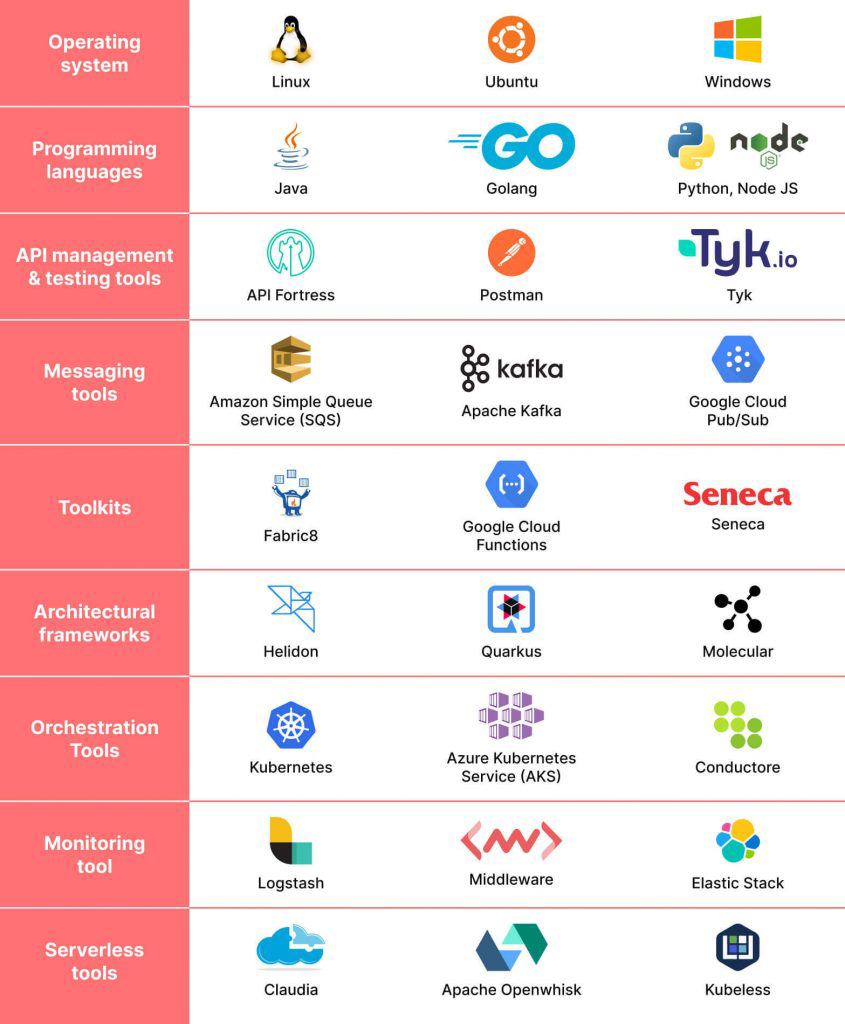 Operating
system
Linux
Ubuntu
Windows
Programming
languages
GO
node
JS
Java
Golang
Python, Node JS
API management
& testing tools
Tyk.io
API Fortress
Postman
Tyk
Messaging
tools
kafka
Amazon Simple Queue
Service (SQS)
Apache Kafka
Google Cloud
Pub/Sub
Toolkits
Seneca
Fabric8
Google Cloud
Functions
Seneca
Architectural
frameworks
Helidon
Quarkus
Molecular
Orchestration
Tools
Kubernetes
Azure Kubernetes
Service (AKS)
Conductore
Monitoring
tool
Logstash
Middleware
Elastic Stack
Serverless
tools
Claudia
Apache Openwhisk
Kubeless